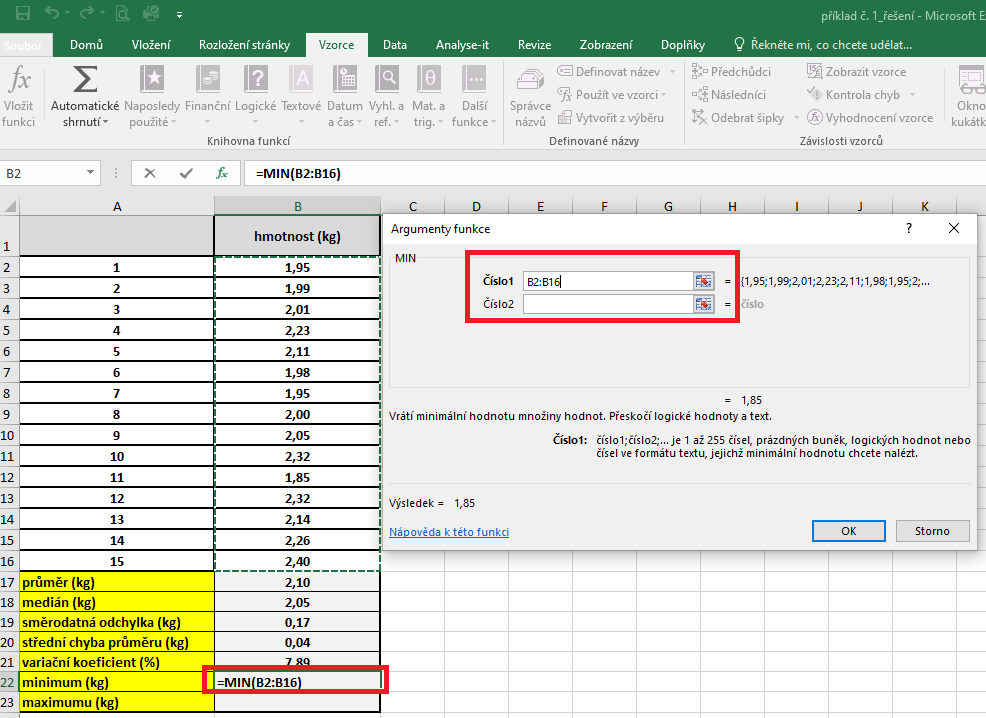 příklad č. 1_řešení - Microsoft E
Soubor Domů Vložení Rozložení stránky Vzorce Data Analyse-it Revize Zobrazení Doplňky Řekněte mi, co chcete udělat...
fx Vložit funkci
Σ Automatické shrnutí
Naposledy použité
Finanční
Logické
Textové
Datum a čas
Vyhl. a ref.
Mat. a trig.
Další funkce
Knihovna funkcí
Správce názvů
Definovat název
Použít ve vzorci
Vytvořit z výběru
Definované názvy
Předchůdci
Následníci
Odebrat šipky
Zobrazit vzorce
Kontrola chyb
Vyhodnocení vzorce
Závislosti vzorců
Okno
kukátk
B2 fx =MIN(B2:B16)
A B C D E F G H I J K
1 hmotnost (kg)
2 1 1,95
3 2 1,99
4 3 2,01
5 4 2,23
6 5 2,11
7 6 1,98
8 7 1,95
9 8 2,00
10 9 2,05
11 10 2,32
12 11 1,85
13 12 2,32
14 13 2,14
15 14 2,26
16 15 2,40
17 průměr (kg) 2,10
18 medián (kg) 2,05
19 směrodatná odchylka (kg) 0,17
20 střední chyba průměru (kg) 0,04
21 variační koeficient (%) 7,89
22 minimum (kg) =MIN(B2:B16)
23 maximumu (kg)
Argumenty funkce ?
MIN
Číslo1 B2:B16 = {1,95;1,99;2,01;2,23;2,11;1,98;1,95;2;...
Číslo2 = číslo
= 1,85
Vrátí minimální hodnotu množiny hodnot. Přeskočí logické hodnoty a text.
Číslo1: číslo1;číslo2;... je 1 až 255 čísel, prázdných buněk, logických hodnot nebo
čísel ve formátu textu, jejichž minimální hodnotu chcete nalézt.
Výsledek = 1,85
Nápověda k této funkci
OK Storno